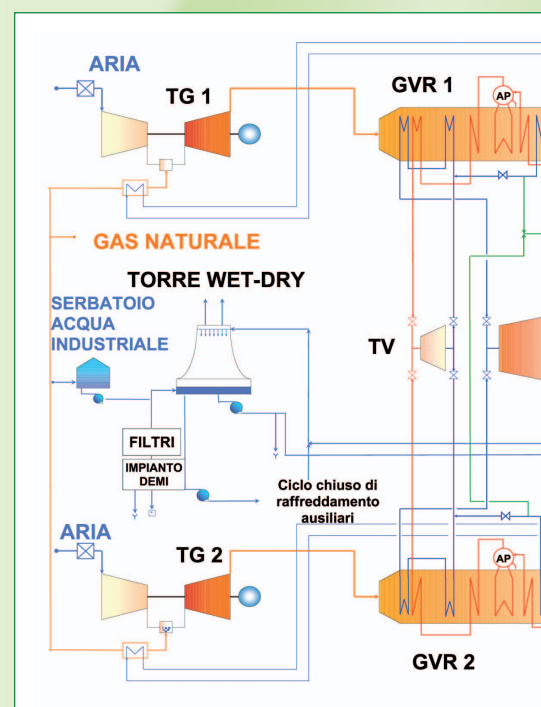 ARIA
TG 1
GVR 1
AP
GAS NATURALE
TORRE WET-DRY
SERBATOIO
ACQUA
INDUSTRIALE
TV
FILTRI
IMPIANTO
DEMI
Ciclo chiuso di
raffreddamento
ausiliari
ARIA
TG 2
AP
GVR 2